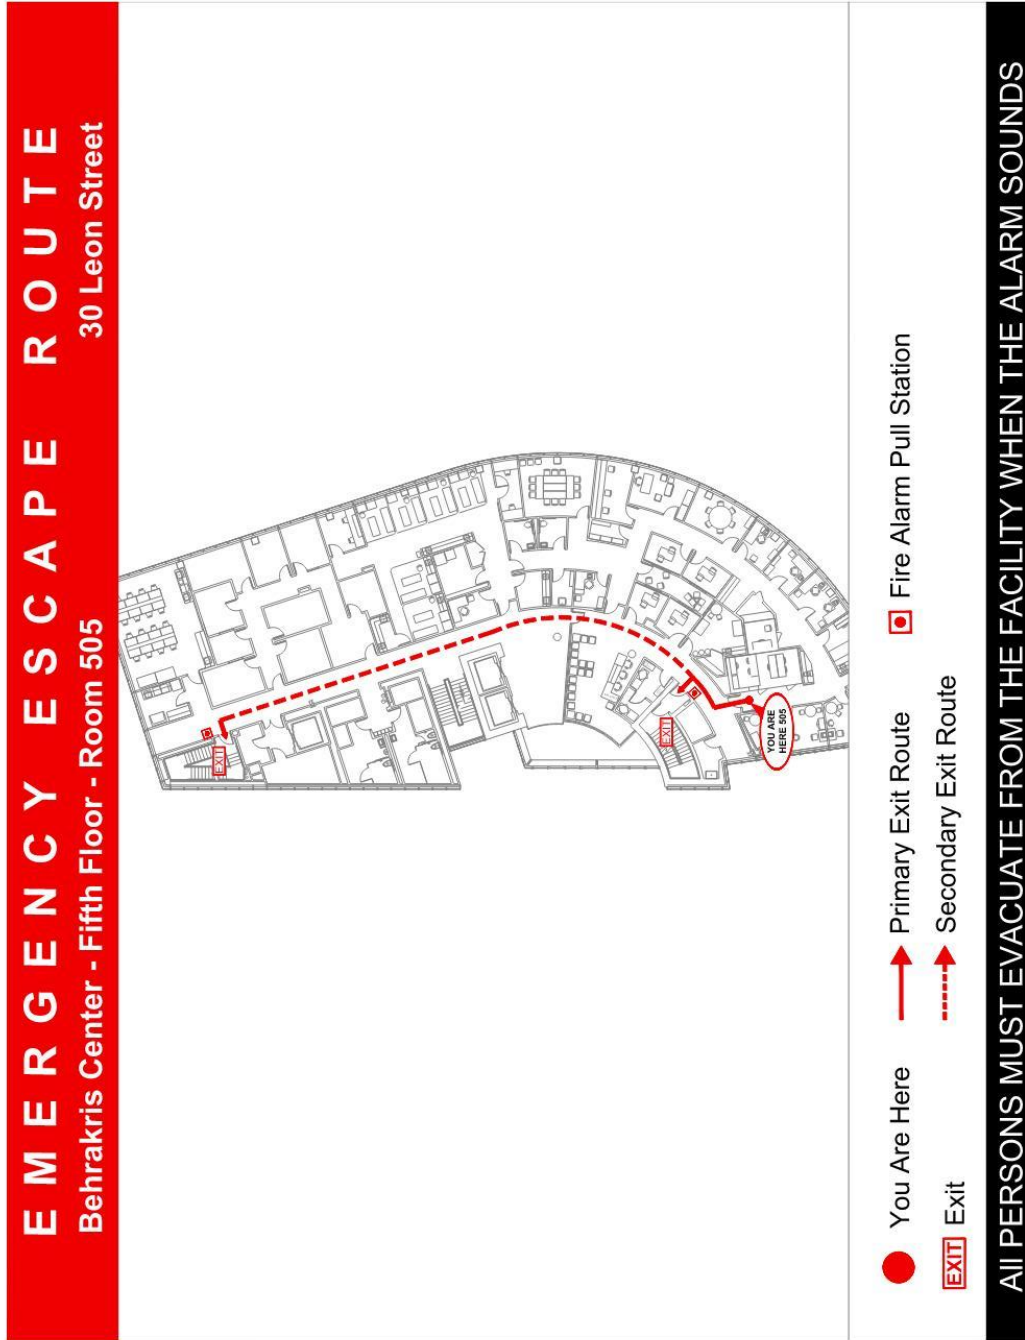 EMERGENCY ESCAPE ROUTE
Behrakris Center - Fifth Floor - Room 505
30 Leon Street
EXIT
EXIT
YOU ARE
HERE 505
You Are Here
Primary Exit Route
Fire Alarm Pull Station
EXIT Exit
Secondary Exit Route
All PERSONS MUST EVACUATE FROM THE FACILITY WHEN THE ALARM SOUNDS